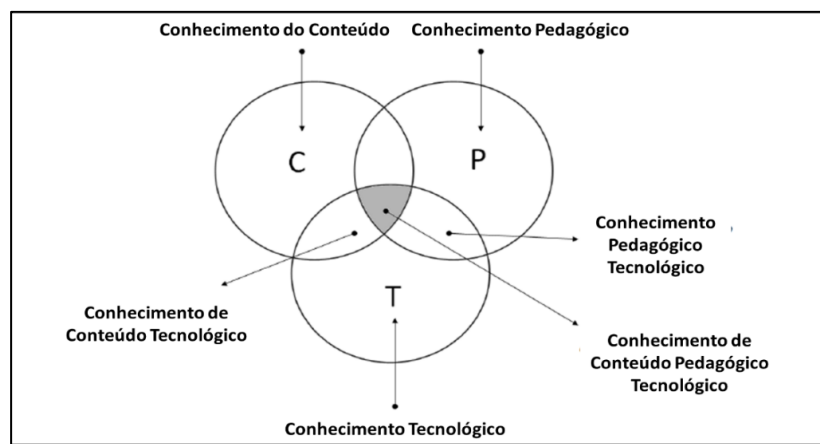 Conhecimento do Conteúdo
Conhecimento Pedagógico
C
P
Conhecimento
Pedagógico
Tecnológico
T
Conhecimento de
Conteúdo Tecnológico
Conhecimento de
Conteúdo Pedagógico
Tecnológico
Conhecimento Tecnológico